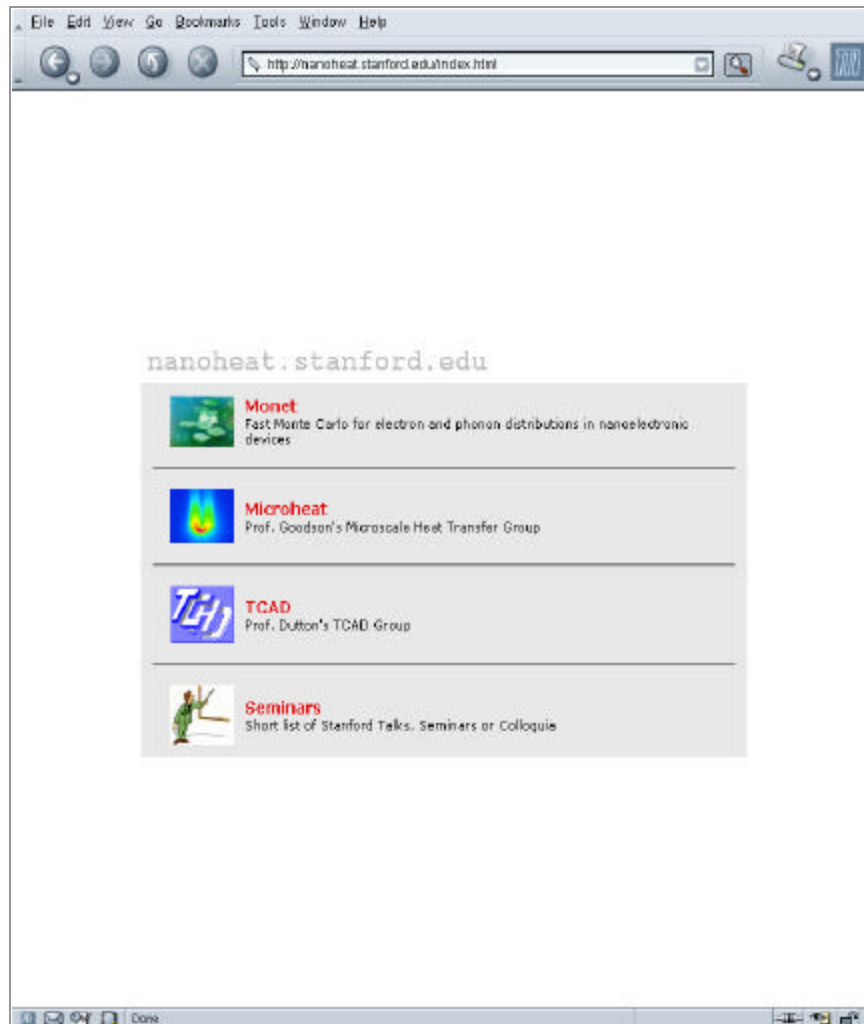 File Edit View Go Bookmarks Tools Window Help
http://nanoheat.stanford.edu/index.html
nanoheat.stanford.edu
Monet
Fast Monte Carlo for electron and phonon distributions in nanoelectronic
devices
Microheat
Prof. Goodson's Microscale Heat Transfer Group
TCAD
Prof. Dutton's TCAD Group
Seminars
Short list of Stanford Talks, Seminars or Colloquia
Done